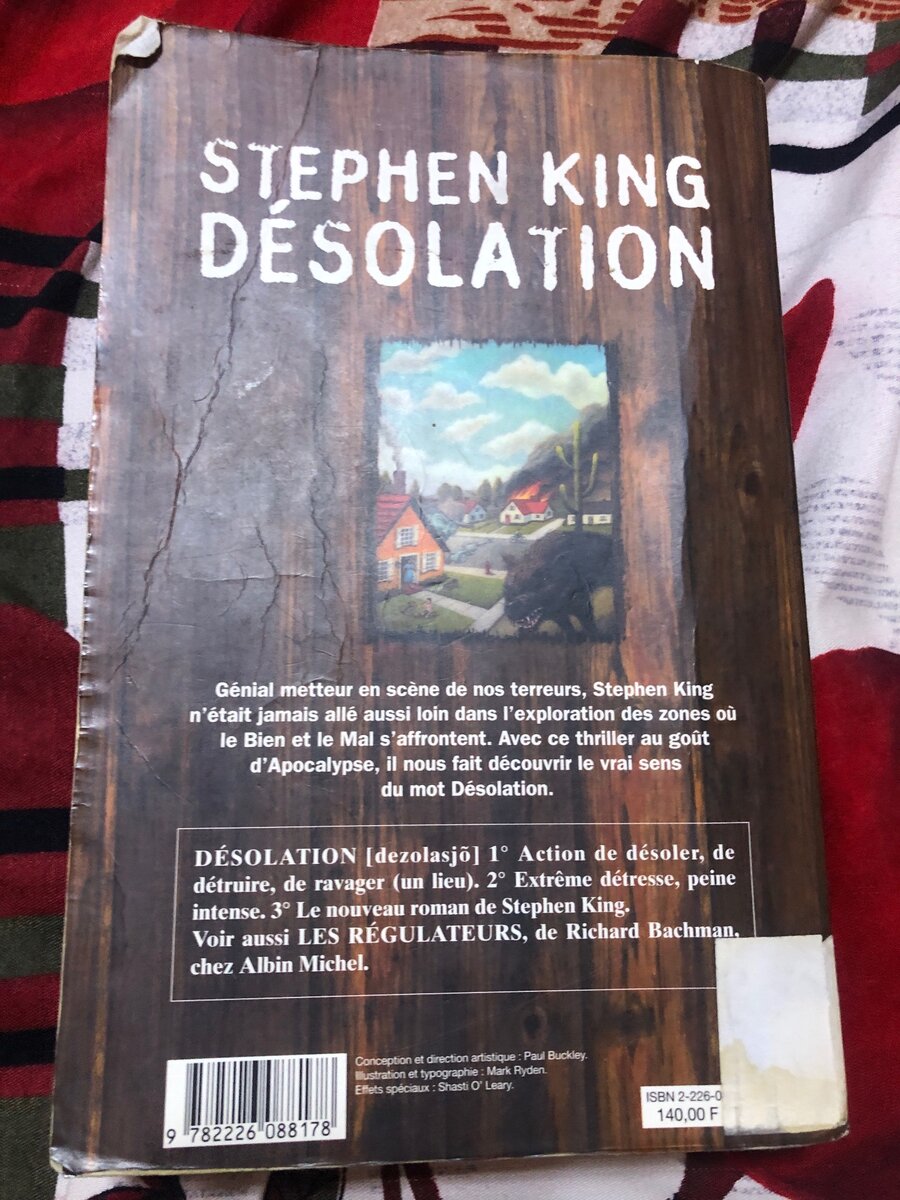 STEPHEN KING
DÉSOLATION
Génial metteur en scène de nos terreurs, Stephen King
n'était jamais allé aussi loin dans l'exploration des zones où
le Bien et le Mal s'affrontent. Avec ce thriller au goût
d'Apocalypse, il nous fait découvrir le vrai sens
du mot Désolation.
DÉSOLATION [dezolasjõ] 1° Action de désoler, de
détruire, de ravager (un lieu). 2° Extrême détresse, peine
intense. 3° Le nouveau roman de Stephen King.
Voir aussi LES RÉGULATEURS, de Richard Bachman,
chez Albin Michel.
Conception et direction artistique : Paul Buckley.
Illustration et typographie : Mark Ryden.
Effets spéciaux : Shasti O' Leary.
9 782226 088178
ISBN 2-226-0
140,00 F